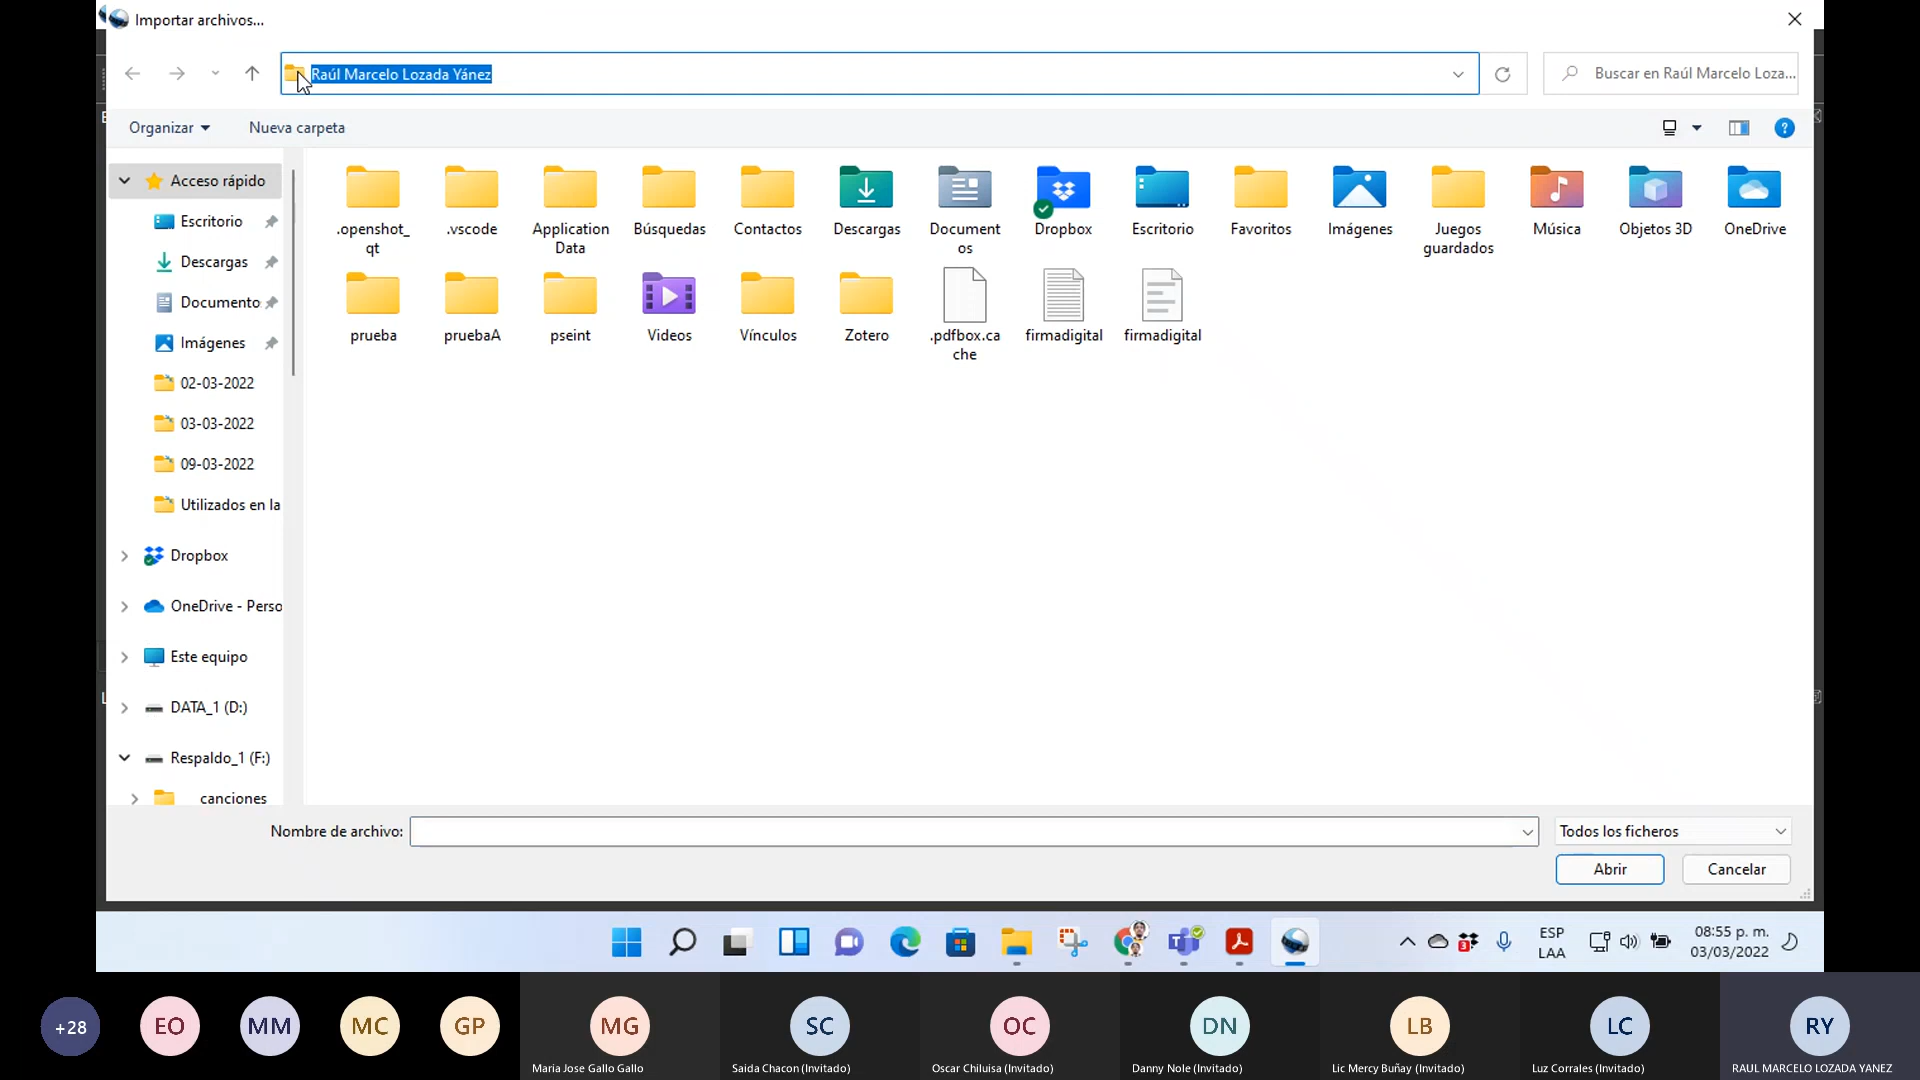 Importar archivos...
Raúl Marcelo Lozada Yánez
Buscar en Raúl Marcelo Loza...
Organizar
Nueva carpeta
?
Acceso rápido
Escritorio
Descargas
Documento
Imágenes
02-03-2022
03-03-2022
09-03-2022
Utilizados en la
Dropbox
OneDrive - Perso
Este equipo
DATA_1 (D:)
Respaldo_1 (F:)
canciones
.openshot_
qt
.vscode
Application
Data
Búsquedas
Contactos
Descargas
Document
os
Dropbox
Escritorio
Favoritos
Imágenes
Juegos
guardados
Música
Objetos 3D
OneDrive
prueba
pruebaA
pseint
Videos
Vínculos
Zotero
.pdfbox.ca
che
firmadigital
firmadigital
Nombre de archivo:
Todos los ficheros
Abrir
Cancelar
ESP
LAA
08:55 p. m.
03/03/2022
+28
EO
MM
MC
GP
MG
Maria Jose Gallo Gallo
SC
Saida Chacon (Invitado)
OC
Oscar Chiluisa (Invitado)
DN
Danny Nole (Invitado)
LB
Lic Mercy Buñay (Invitado)
LC
Luz Corrales (Invitado)
RY
RAUL MARCELO LOZADA YANEZ